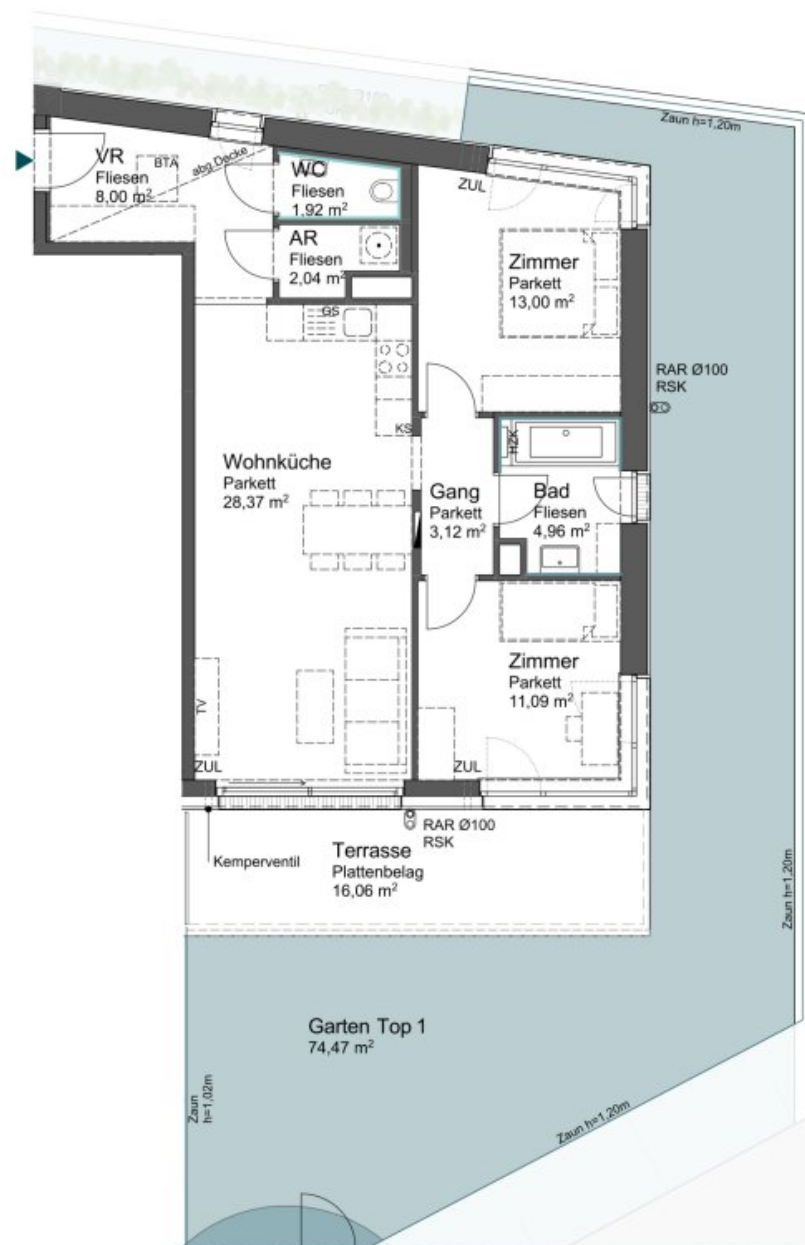 Zaun h=1,20m
VR
Fliesen
8,00 m²
BTA
abg.Decke
WC
Fliesen
1,92 m²
ZUL
AR
Fliesen
2,04 m²
Zimmer
Parkett
13,00 m²
GS
RAR Ø100
RSK
KS
HZK
Wohnküche
Parkett
28,37 m²
Gang
Parkett
3,12 m²
Bad
Fliesen
4,96 m²
Zimmer
Parkett
11,09 m²
TV
ZUL
ZUL
RAR Ø100
RSK
Kemperventil
Terrasse
Plattenbelag
16,06 m²
Zaun h=1,20m
Garten Top 1
74,47 m²
Zaun
h=1,02m
Zaun h=1,20m